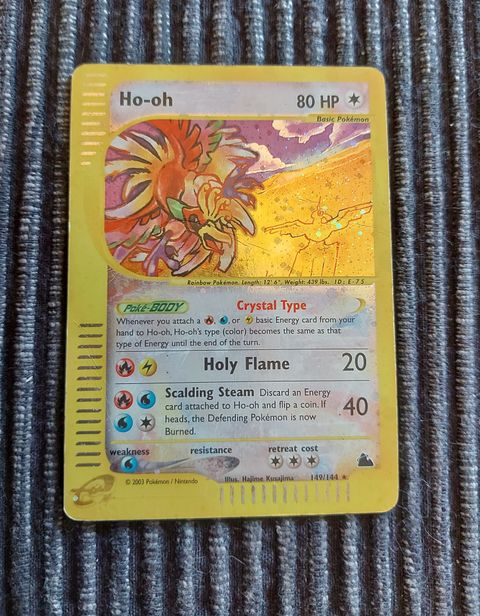 Ho-oh 80 HP
Basic Pokémon
Rainbow Pokémon. Length: 12' 6", Weight: 439 lbs. ID: E-75
Poké-BODY Crystal Type
Whenever you attach a , or basic Energy card from your
hand to Ho-oh, Ho-oh's type (color) becomes the same as that
type of Energy until the end of the turn.
Holy Flame 20
Scalding Steam Discard an Energy
card attached to Ho-oh and flip a coin. If
heads, the Defending Pokémon is now
Burned.
40
weakness resistance retreat cost
Illus. Hajime Kusajima
© 2003 Pokémon / Nintendo 149/144